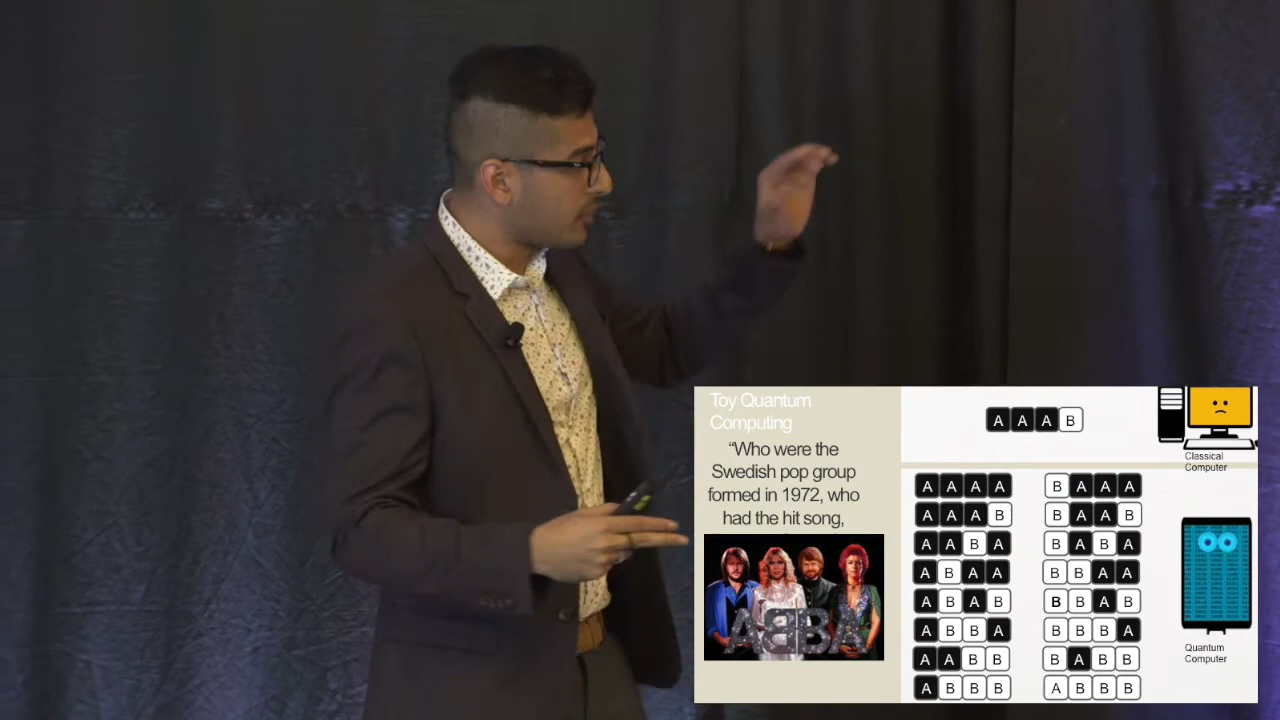 Toy Quantum
Computing
“Who were the
Swedish pop group
formed in 1972, who
had the hit song,
ABBA
A A A B
Classical
Computer
A A A A
A A A B
A A B A
A B A A
A B A B
A B B A
A A B B
A B B B
B A A A
B A A B
B A B A
B B A A
B B A B
B B B A
B A B B
A B B B
Quantum
Computer